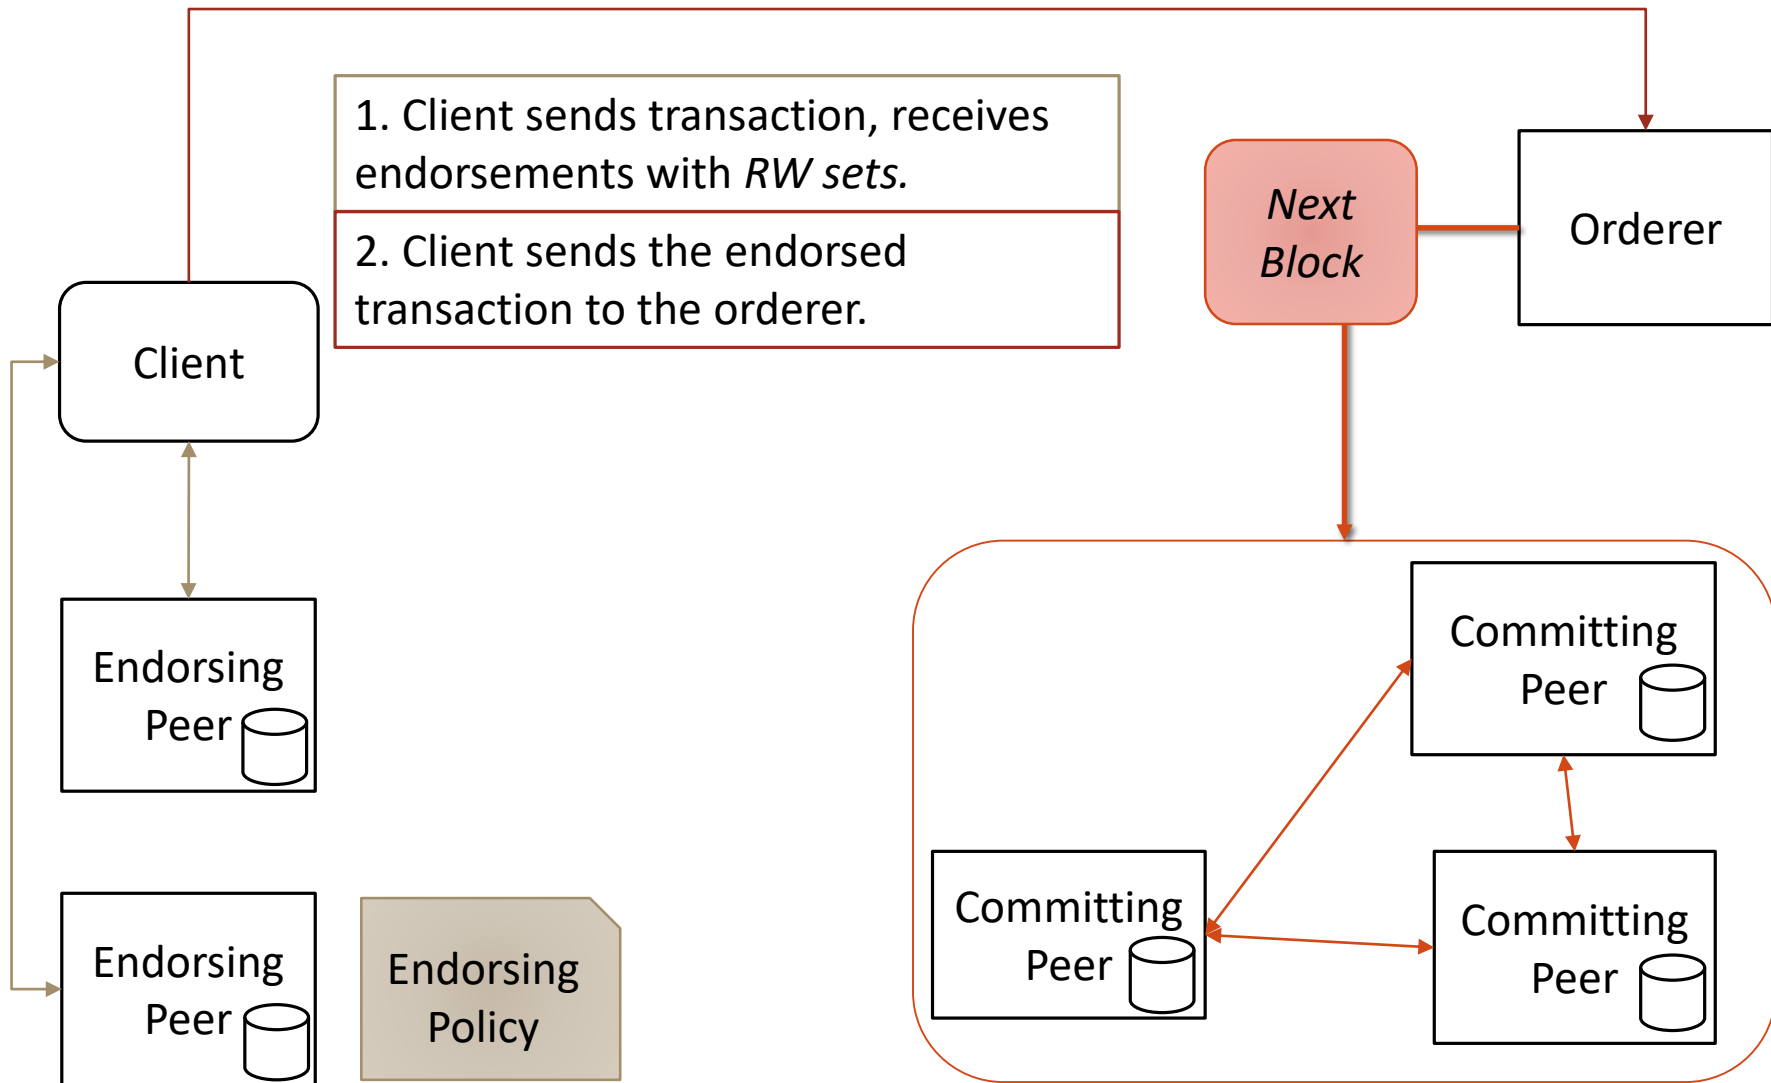 1. Client sends transaction, receives
endorsements with RW sets.
2. Client sends the endorsed
transaction to the orderer.
Next
Block
Orderer
Client
Endorsing
Peer
Committing
Peer
Committing
Peer
Committing
Peer
Endorsing
Peer
Endorsing
Policy